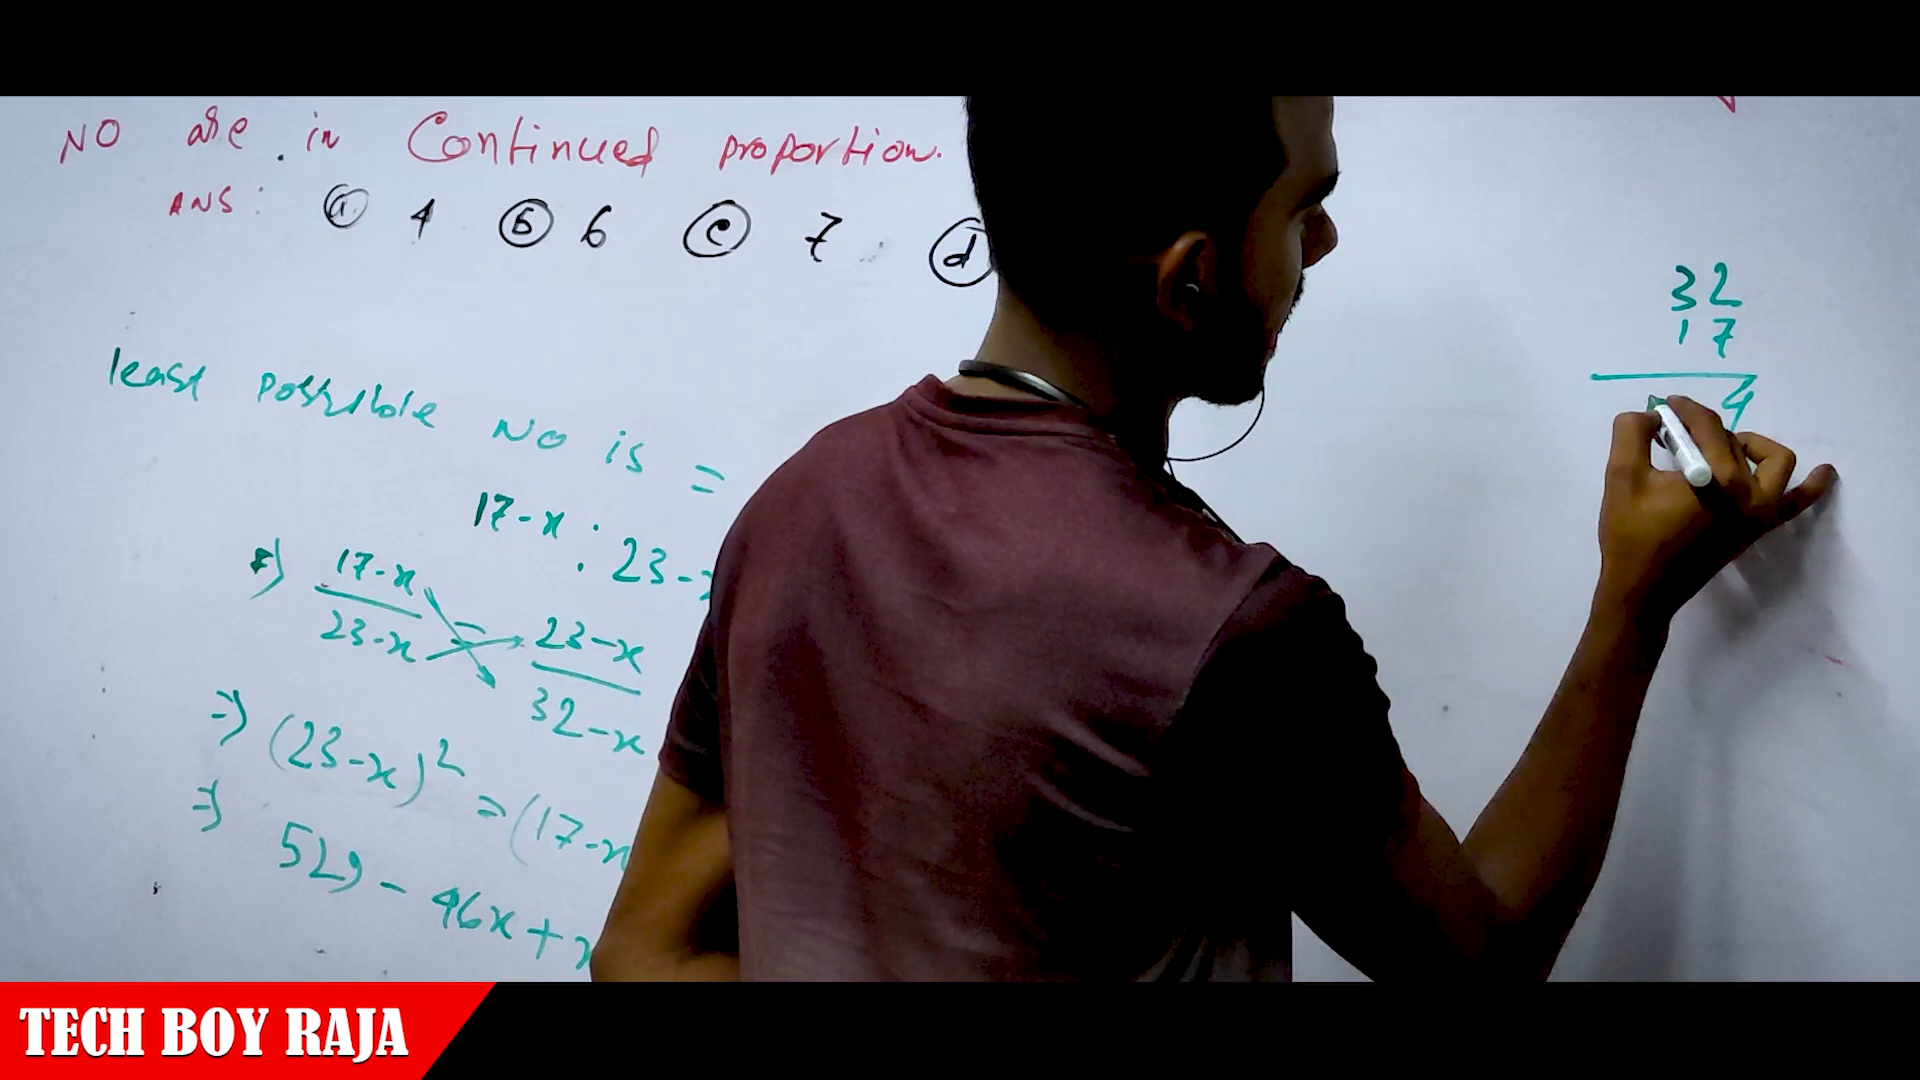 NO are in Continued proportion.
ANS: (a) 4 (b) 6 (c) 7 (d)
least possible NO is =
17-x : 23-x
⇒ 17-x / 23-x = 23-x / 32-x
⇒ (23-x)² = (17-x
⇒ 529 - 46x + x
32
17
4
TECH BOY RAJA